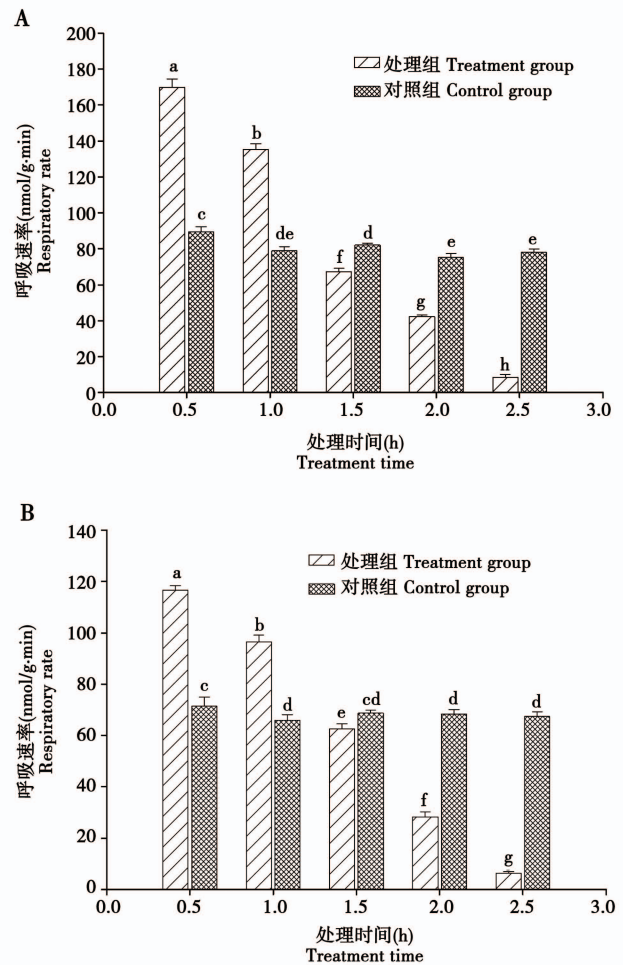 A
200
180
160
140
120
100
80
60
40
20
0
呼吸速率(nmol/g·min)
Respiratory rate
处理组 Treatment group
对照组 Control group
a
b
c
de
f
d
g
e
h
e
0.0
0.5
1.0
1.5
2.0
2.5
3.0
处理时间(h)
Treatment time
B
140
120
100
80
60
40
20
0
呼吸速率(nmol/g·min)
Respiratory rate
处理组 Treatment group
对照组 Control group
a
c
b
d
e
cd
f
d
g
d
0.0
0.5
1.0
1.5
2.0
2.5
3.0
处理时间(h)
Treatment time